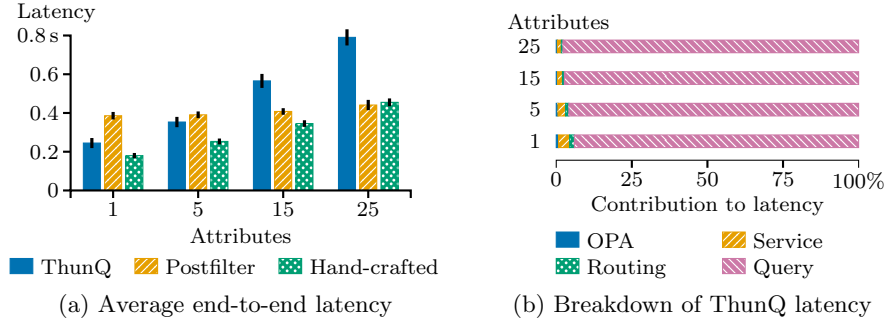 Latency
0.8 s
0.6
0.4
0.2
0
1 5 15 25
Attributes
ThunQ Postfilter Hand-crafted
(a) Average end-to-end latency
Attributes
25
15
5
1
0 25 50 75 100%
Contribution to latency
OPA Service
Routing Query
(b) Breakdown of ThunQ latency